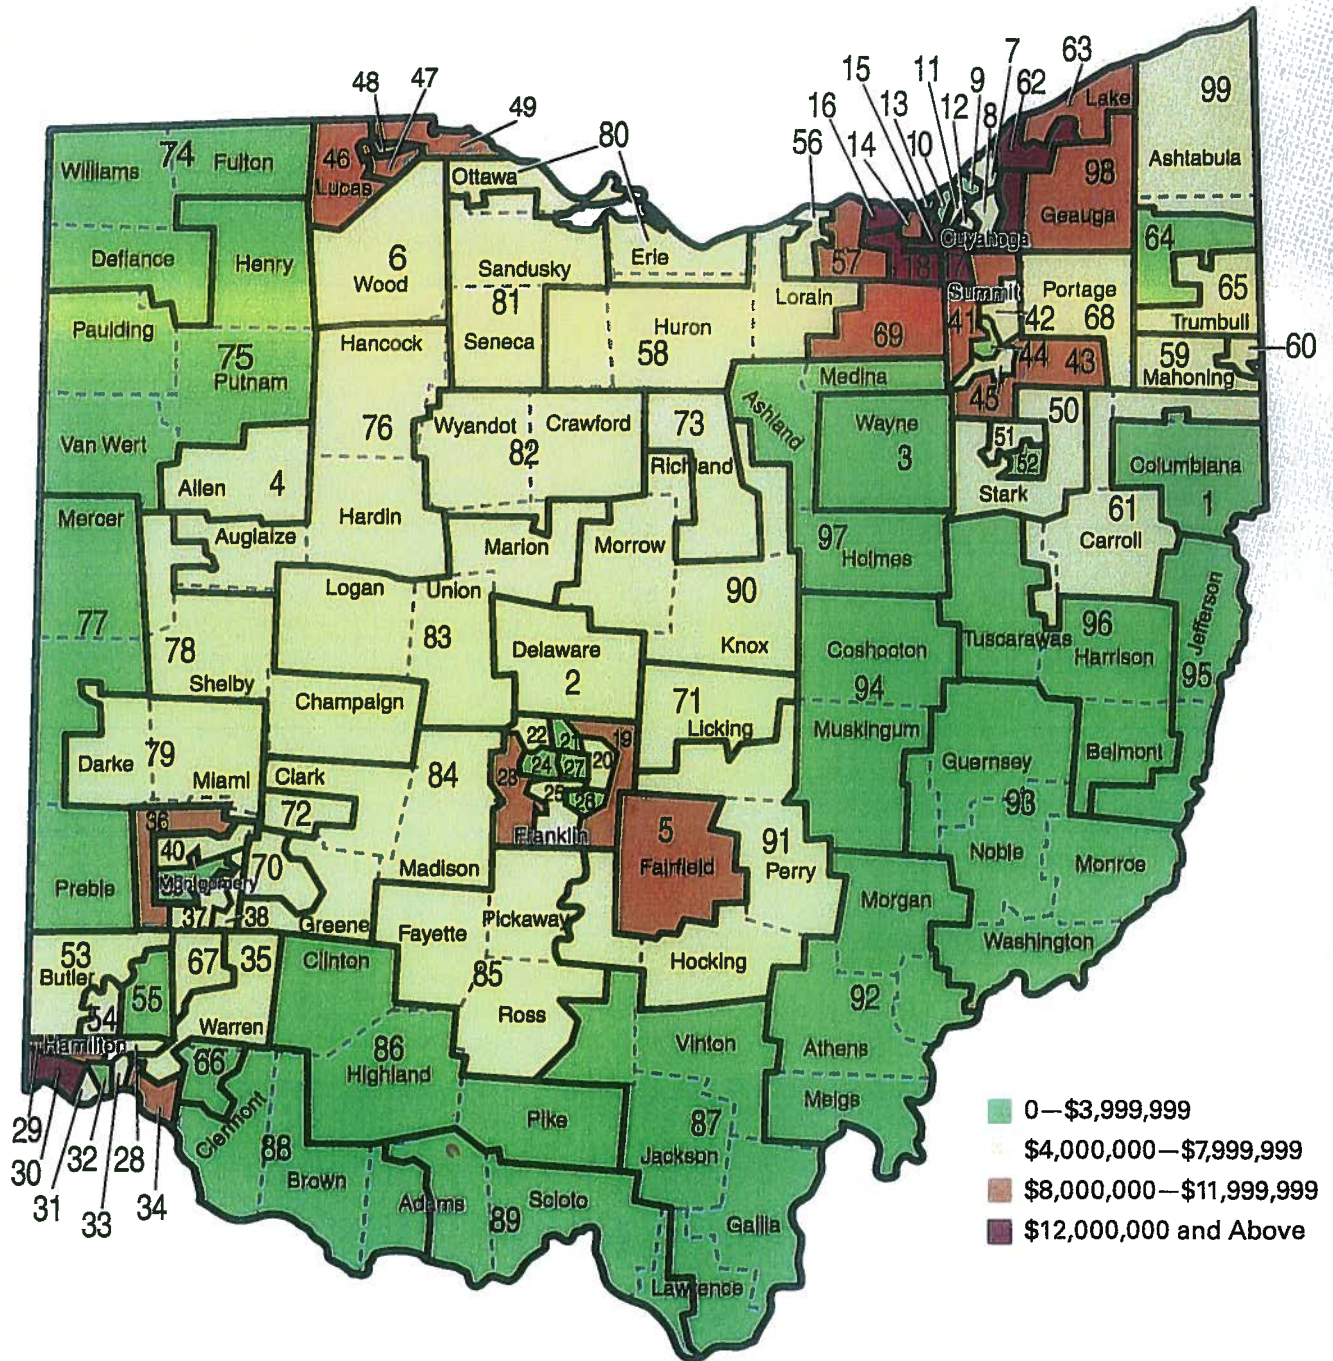 7
63
11
15
9
62
12
13
8
16
10
14
56
47
48
49
80
99
Lake
Ashtabula
98
Geauga
Williams
74
Fulton
46
Lucas
Ottawa
Cuyahoga
64
Defiance
Henry
6
Wood
Sandusky
81
Erie
57
18
17
Lorain
Summit
Portage
65
68
Trumbull
Paulding
75
Putnam
Hancock
Seneca
Huron
58
69
41
42
44
43
59
Mahoning
60
Medina
45
Van Wert
76
Wyandot
82
Crawford
73
Richland
Ashland
Wayne
3
50
51
52
Stark
Columbiana
1
Allen
4
Mercer
Auglaize
Hardin
Marion
Morrow
97
Holmes
61
Carroll
Logan
Union
90
Knox
77
78
Shelby
83
Delaware
2
Coshocton
94
Muskingum
Tuscarawas
96
Harrison
Jefferson
95
Champaign
71
Licking
Darke
79
Miami
Clark
72
84
22
21
19
20
23
24
27
25
26
Franklin
Guernsey
93
Belmont
36
40
Montgomery
70
37
38
Greene
Madison
5
Fairfield
91
Perry
Noble
Monroe
Preble
Fayette
Pickaway
Morgan
Washington
53
Butler
67
35
Clinton
85
Hocking
55
54
Warren
Ross
92
Hamilton
66
86
Highland
Vinton
Athens
Meigs
Clermont
88
Pike
87
Jackson
Brown
Adams
89
Scioto
Gallia
Lawrence
29
30
31
32
33
28
34
0—$3,999,999
$4,000,000—$7,999,999
$8,000,000—$11,999,999
$12,000,000 and Above